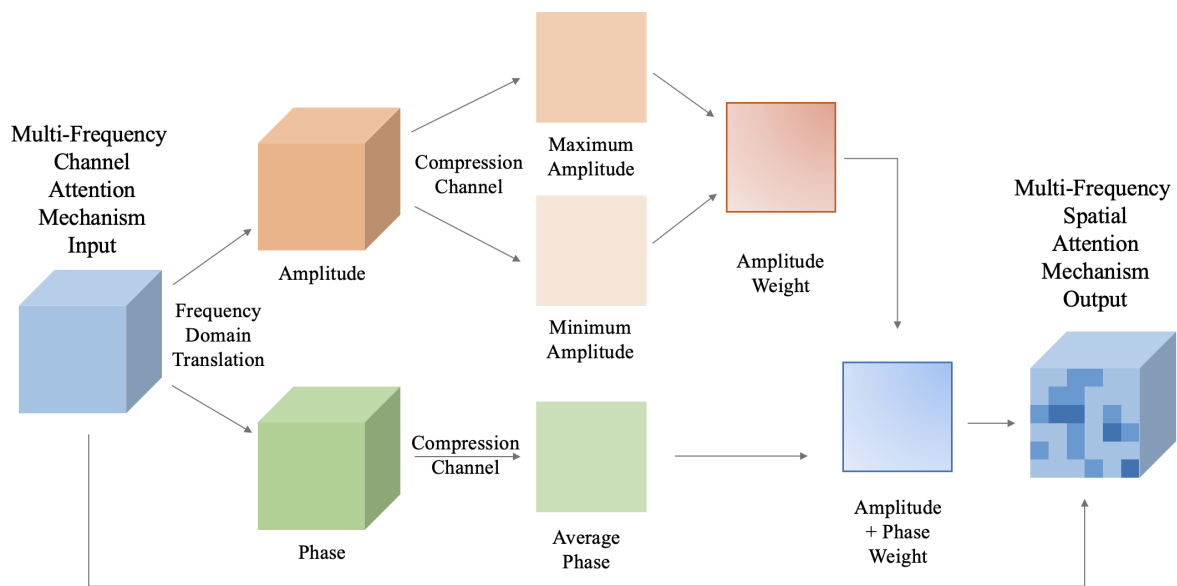 Multi-Frequency
Channel
Attention
Mechanism
Input
Frequency
Domain
Translation
Amplitude
Phase
Compression
Channel
Compression
Channel
Maximum
Amplitude
Minimum
Amplitude
Average
Phase
Amplitude
Weight
Amplitude
+ Phase
Weight
Multi-Frequency
Spatial
Attention
Mechanism
Output